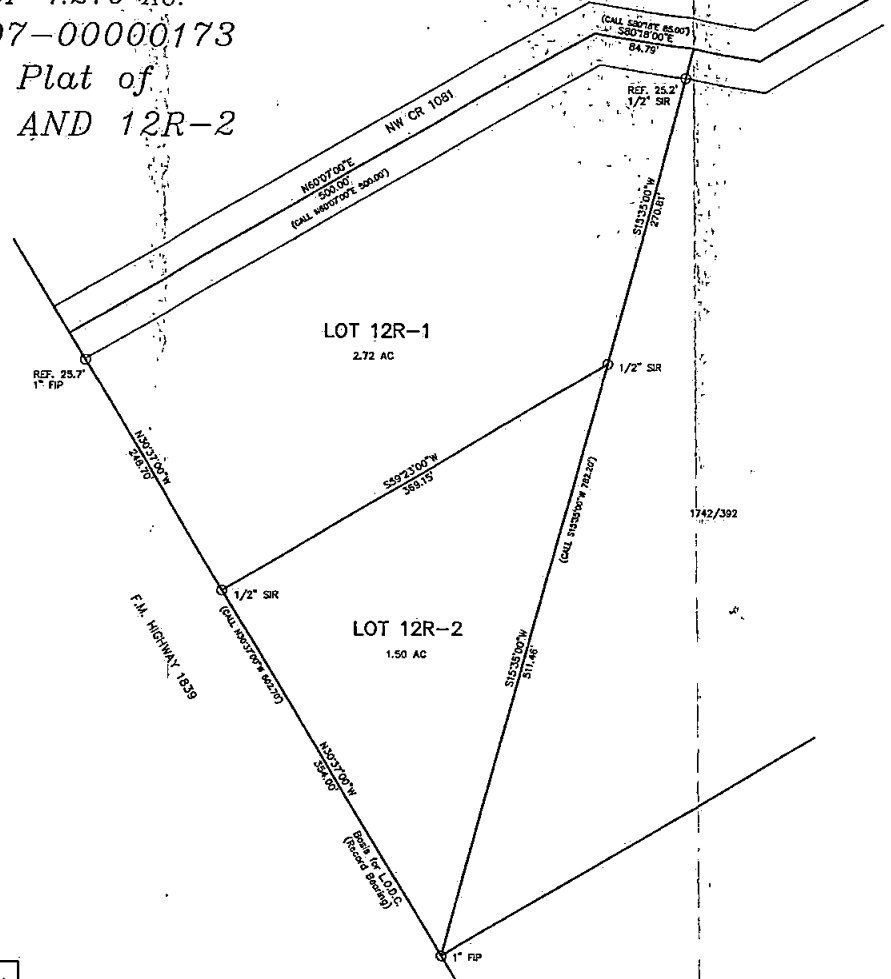 07-00000173
Plat of
AND 12R-2
(CALL S80°18'E 85.00')
S80°18'00"E
84.79'
REF. 25.2'
1/2" SIR
NW CR 1081
N60°07'00"E
500.00'
(CALL N60°07'00"E 500.00')
S15°35'00"W
270.81'
LOT 12R-1
2.72 AC
REF. 25.7'
1" FIP
1/2" SIR
N30°37'00"W
248.70'
S59°23'00"W
389.15'
(CALL S15°35'00"W 782.20')
1742/392
1/2" SIR
(CALL N30°37'00"W 602.70')
F.M. HIGHWAY 1839
LOT 12R-2
1.50 AC
S15°35'00"W
511.46'
N30°37'00"W
354.00'
Basis for L.O.D.C.
(Record Bearing)
1" FIP